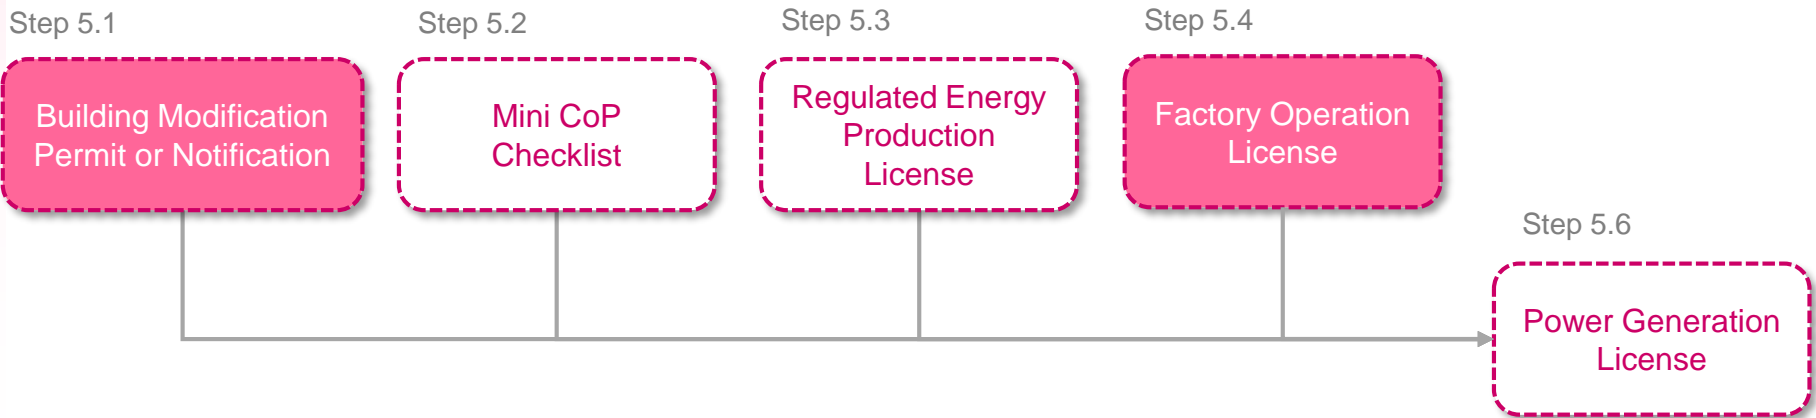 Step 5.1
Building Modification
Permit or Notification
Step 5.2
Mini CoP
Checklist
Step 5.3
Regulated Energy
Production
License
Step 5.4
Factory Operation
License
Step 5.6
Power Generation
License